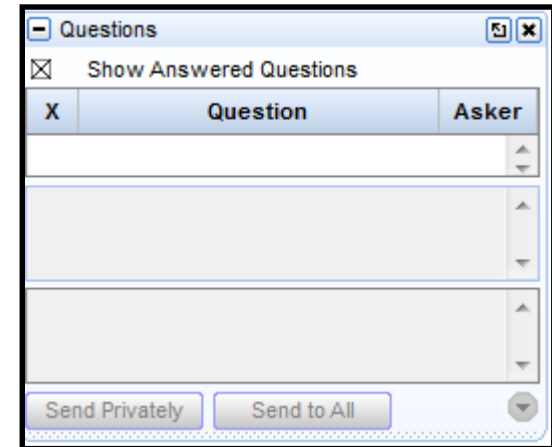 Questions
Show Answered Questions
X Question Asker
Send Privately Send to All